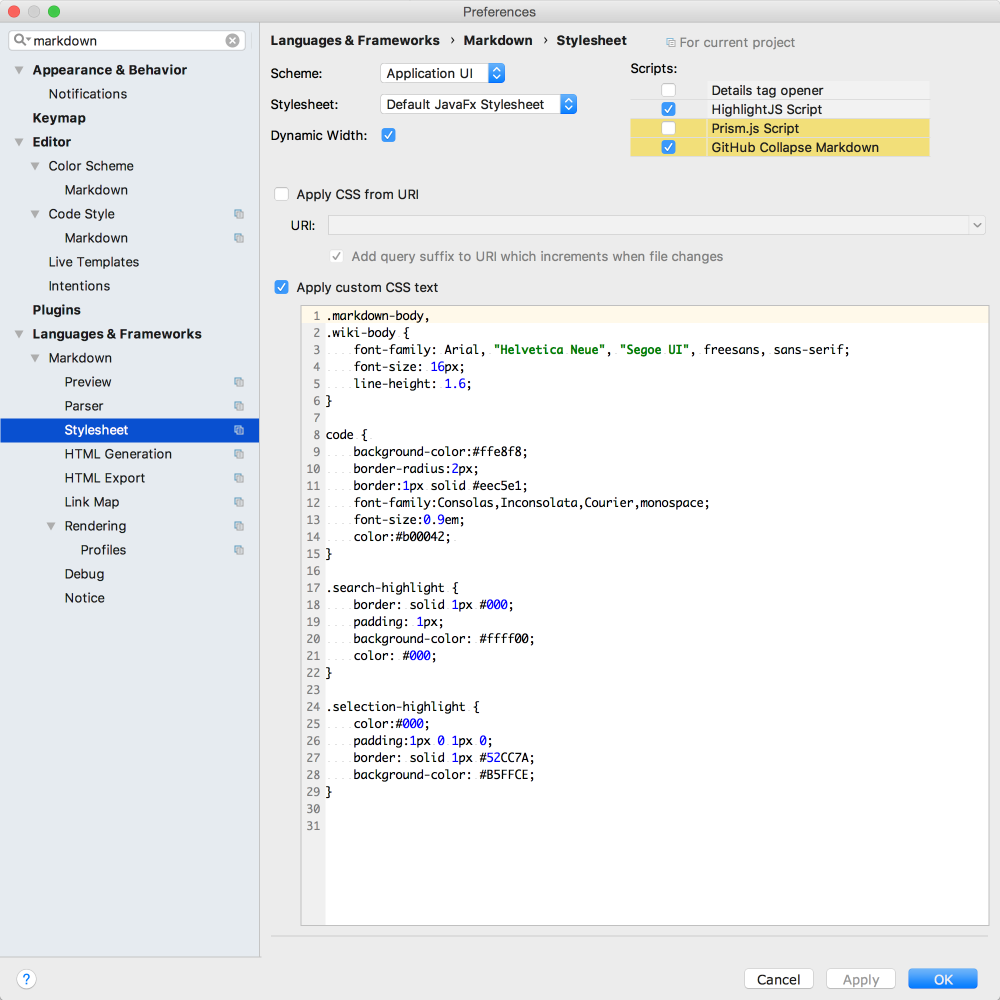 Preferences
markdown
Appearance & Behavior
Notifications
Keymap
Editor
Color Scheme
Markdown
Code Style
Markdown
Live Templates
Intentions
Plugins
Languages & Frameworks
Markdown
Preview
Parser
Stylesheet
HTML Generation
HTML Export
Link Map
Rendering
Profiles
Debug
Notice
?
Languages & Frameworks › Markdown › Stylesheet
For current project
Scheme: Application UI
Stylesheet: Default JavaFx Stylesheet
Dynamic Width:
Scripts:
Details tag opener
HighlightJS Script
Prism.js Script
GitHub Collapse Markdown
Apply CSS from URI
URI:
Add query suffix to URI which increments when file changes
Apply custom CSS text
1 .markdown-body,
2 .wiki-body {
3 font-family: Arial, "Helvetica Neue", "Segoe UI", freesans, sans-serif;
4 font-size: 16px;
5 line-height: 1.6;
6 }
7
8 code {
9 background-color:#ffe8f8;
10 border-radius:2px;
11 border:1px solid #eec5e1;
12 font-family:Consolas,Inconsolata,Courier,monospace;
13 font-size:0.9em;
14 color:#b00042;
15 }
16
17 .search-highlight {
18 border: solid 1px #000;
19 padding: 1px;
20 background-color: #ffff00;
21 color: #000;
22 }
23
24 .selection-highlight {
25 color:#000;
26 padding:1px 0 1px 0;
27 border: solid 1px #52CC7A;
28 background-color: #B5FFCE;
29 }
30
31
Cancel
Apply
OK